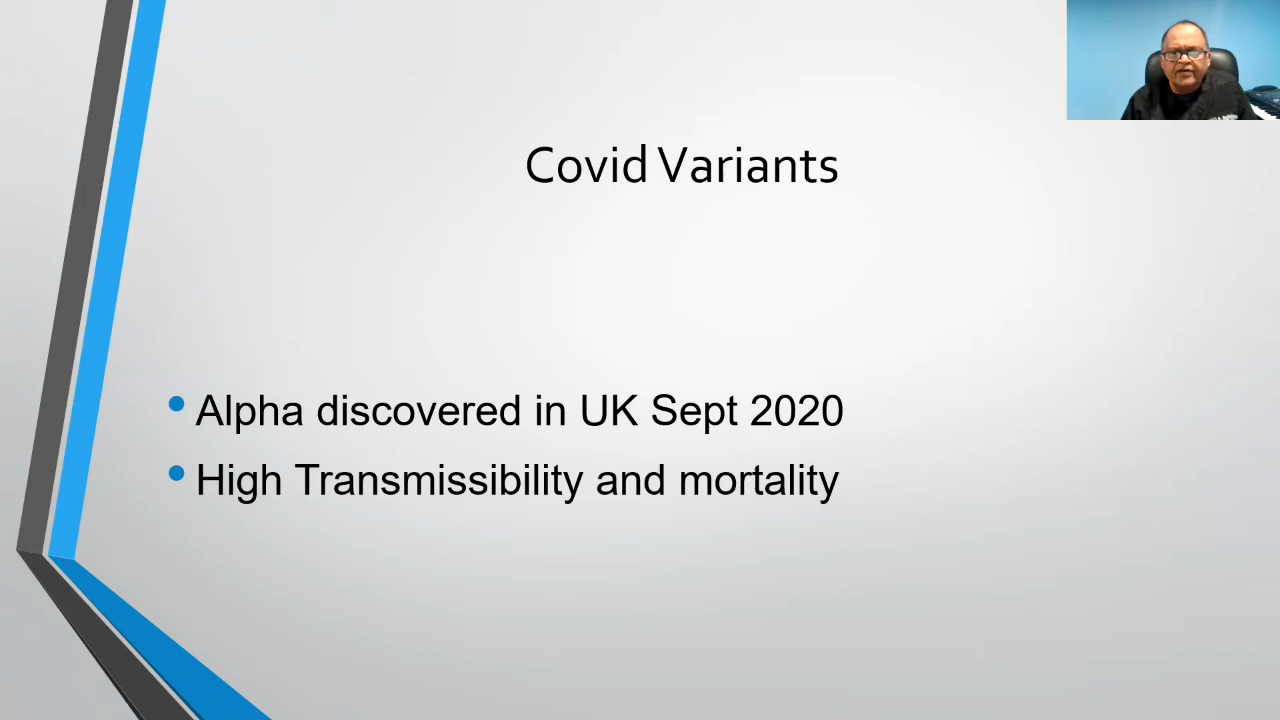 Covid Variants
Alpha discovered in UK Sept 2020
High Transmissibility and mortality